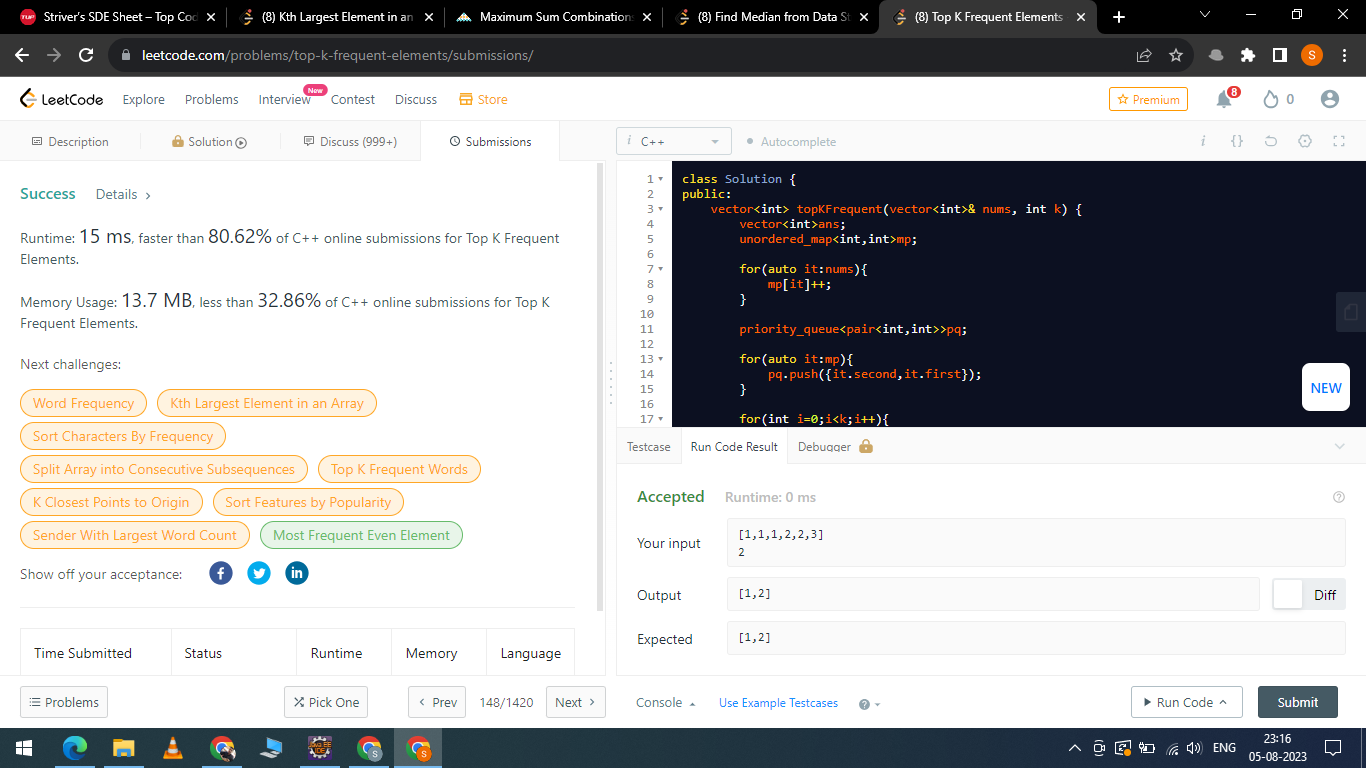 TUF Striver's SDE Sheet – Top Cod
(8) Kth Largest Element in an
Maximum Sum Combinations
(8) Find Median from Data St
(8) Top K Frequent Elements
leetcode.com/problems/top-k-frequent-elements/submissions/
S
LeetCode Explore Problems Interview New Contest Discuss Store
Premium 8 0
Description Solution Discuss (999+) Submissions
i C++ Autocomplete
i {}
Success Details
Runtime: 15 ms, faster than 80.62% of C++ online submissions for Top K Frequent
Elements.
Memory Usage: 13.7 MB, less than 32.86% of C++ online submissions for Top K
Frequent Elements.
Next challenges:
Word Frequency Kth Largest Element in an Array
Sort Characters By Frequency
Split Array into Consecutive Subsequences Top K Frequent Words
K Closest Points to Origin Sort Features by Popularity
Sender With Largest Word Count Most Frequent Even Element
Show off your acceptance:
Time Submitted Status Runtime Memory Language
Problems Pick One Prev 148/1420 Next
1 class Solution {
2 public:
3 vector<int> topKFrequent(vector<int>& nums, int k) {
4 vector<int>ans;
5 unordered_map<int,int>mp;
6
7 for(auto it:nums){
8 mp[it]++;
9 }
10
11 priority_queue<pair<int,int>>pq;
12
13 for(auto it:mp){
14 pq.push({it.second,it.first});
15 }
16
17 for(int i=0;i<k;i++){
NEW
Testcase Run Code Result Debugger
Accepted Runtime: 0 ms
Your input
[1,1,1,2,2,3]
2
Output [1,2] Diff
Expected [1,2]
Console Use Example Testcases Run Code Submit
ENG 23:16
05-08-2023